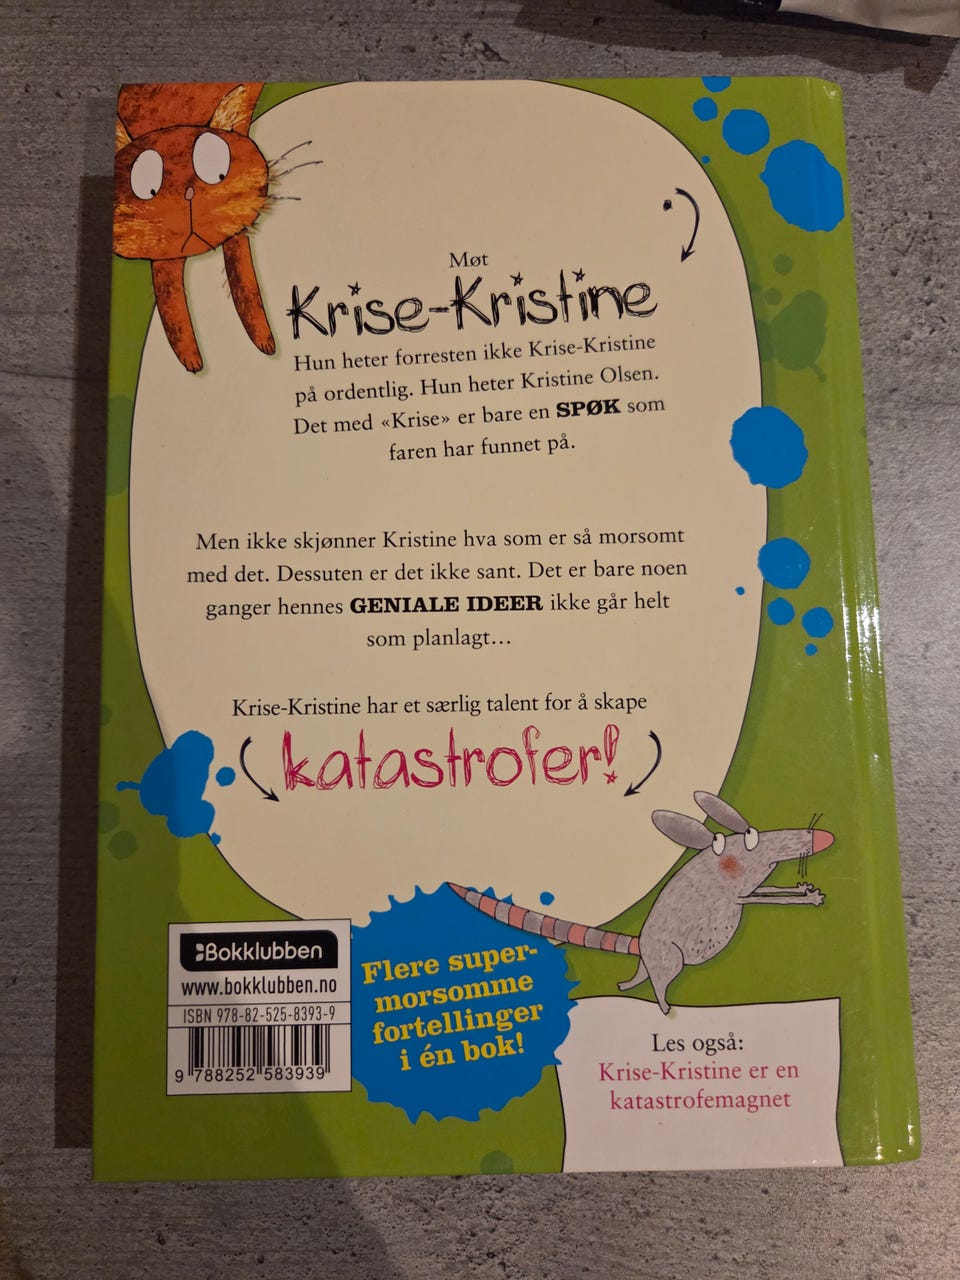 Møt
Krise-Kristine
Hun heter forresten ikke Krise-Kristine
på ordentlig. Hun heter Kristine Olsen.
Det med «Krise» er bare en SPØK som
faren har funnet på.
Men ikke skjønner Kristine hva som er så morsomt
med det. Dessuten er det ikke sant. Det er bare noen
ganger hennes GENIALE IDEER ikke går helt
som planlagt…
Krise-Kristine har et særlig talent for å skape
katastrofer!
Bokklubben
www.bokklubben.no
ISBN 978-82-525-8393-9
9 788252 583939
Flere super-
morsomme
fortellinger
i én bok!
Les også:
Krise-Kristine er en
katastrofemagnet